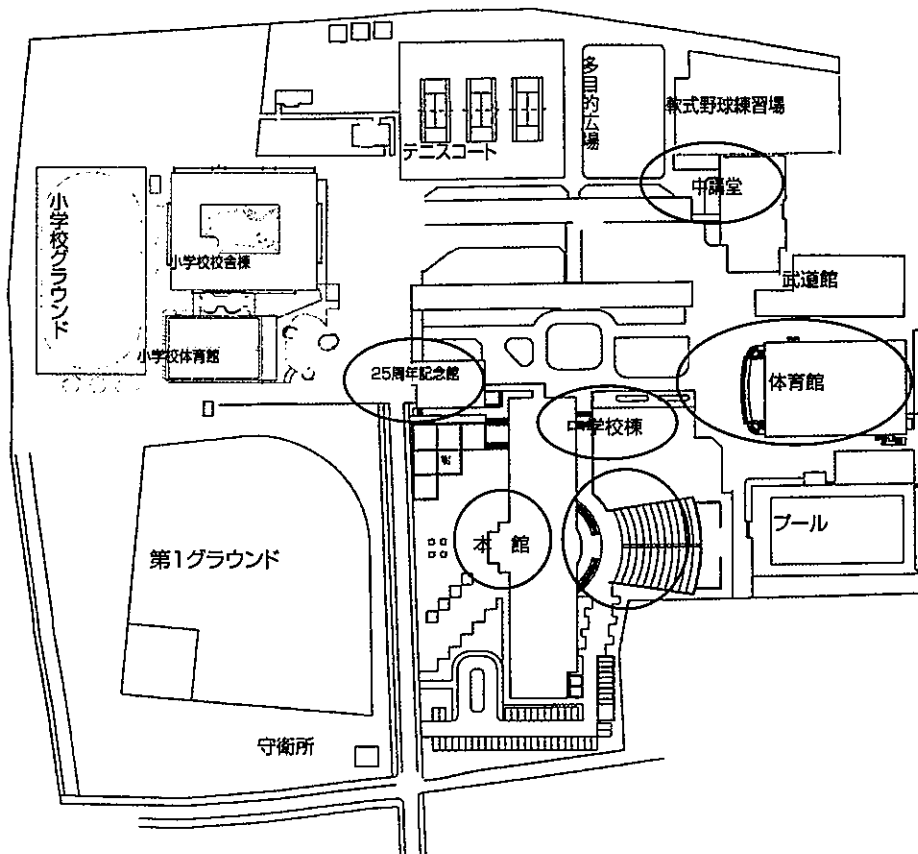 多目的広場
軟式野球練習場
テニスコート
中講堂
小学校グラウンド
小学校校舎棟
武道館
小学校体育館
25周年記念館
体育館
中学校棟
プール
本 館
第1グラウンド
守衛所